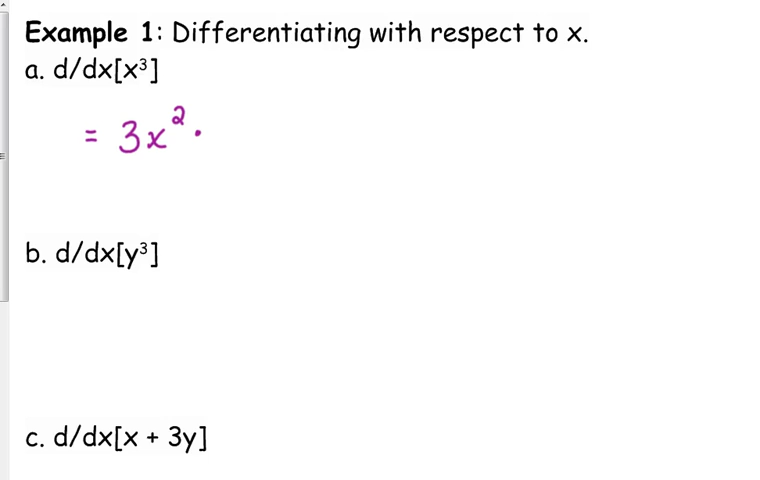 Example 1: Differentiating with respect to x.
a. d/dx[x³]
= 3x² ·
b. d/dx[y³]
c. d/dx[x + 3y]